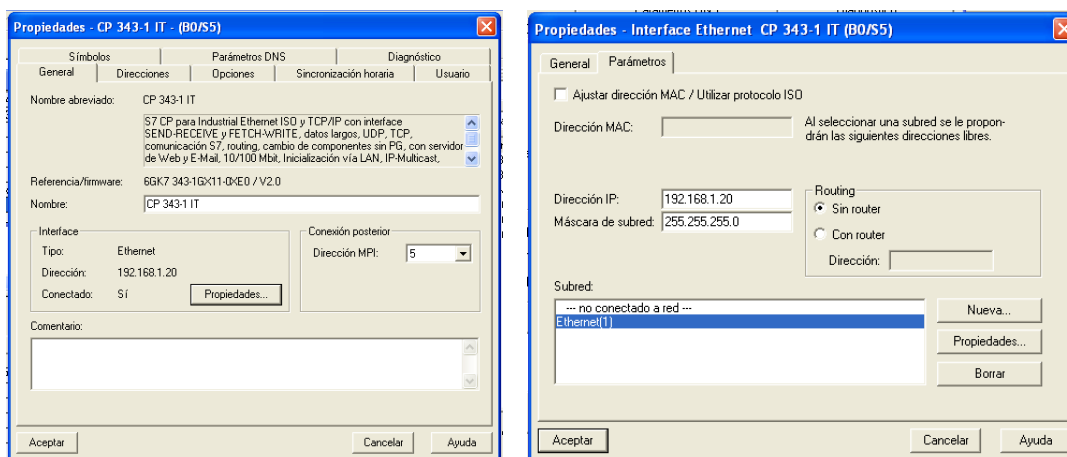 Propiedades - CP 343-1 IT - (B0/S5)
Símbolos
Parámetros DNS
Diagnóstico
General
Direcciones
Opciones
Sincronización horaria
Usuario
Nombre abreviado:
CP 343-1 IT
S7 CP para Industrial Ethernet ISO y TCP/IP con interface
SEND-RECEIVE y FETCH-WRITE, datos largos, UDP, TCP,
comunicación S7, routing, cambio de componentes sin PG, con servidor
de Web y E-Mail, 10/100 Mbit, Inicialización vía LAN, IP-Multicast,
Referencia/firmware:
6GK7 343-1GX11-0XE0 / V2.0
Nombre:
CP 343-1 IT
Interface
Tipo:
Ethernet
Dirección:
192.168.1.20
Conectado:
Sí
Propiedades...
Conexión posterior
Dirección MPI:
5
Comentario:
Aceptar
Cancelar
Ayuda
Propiedades - Interface Ethernet CP 343-1 IT (B0/S5)
General
Parámetros
Ajustar dirección MAC / Utilizar protocolo ISO
Dirección MAC:
Al seleccionar una subred se le propon-
drán las siguientes direcciones libres.
Dirección IP:
192.168.1.20
Máscara de subred:
255.255.255.0
Routing
Sin router
Con router
Dirección:
Subred:
--- no conectado a red ---
Ethernet(1)
Nueva...
Propiedades...
Borrar
Aceptar
Cancelar
Ayuda